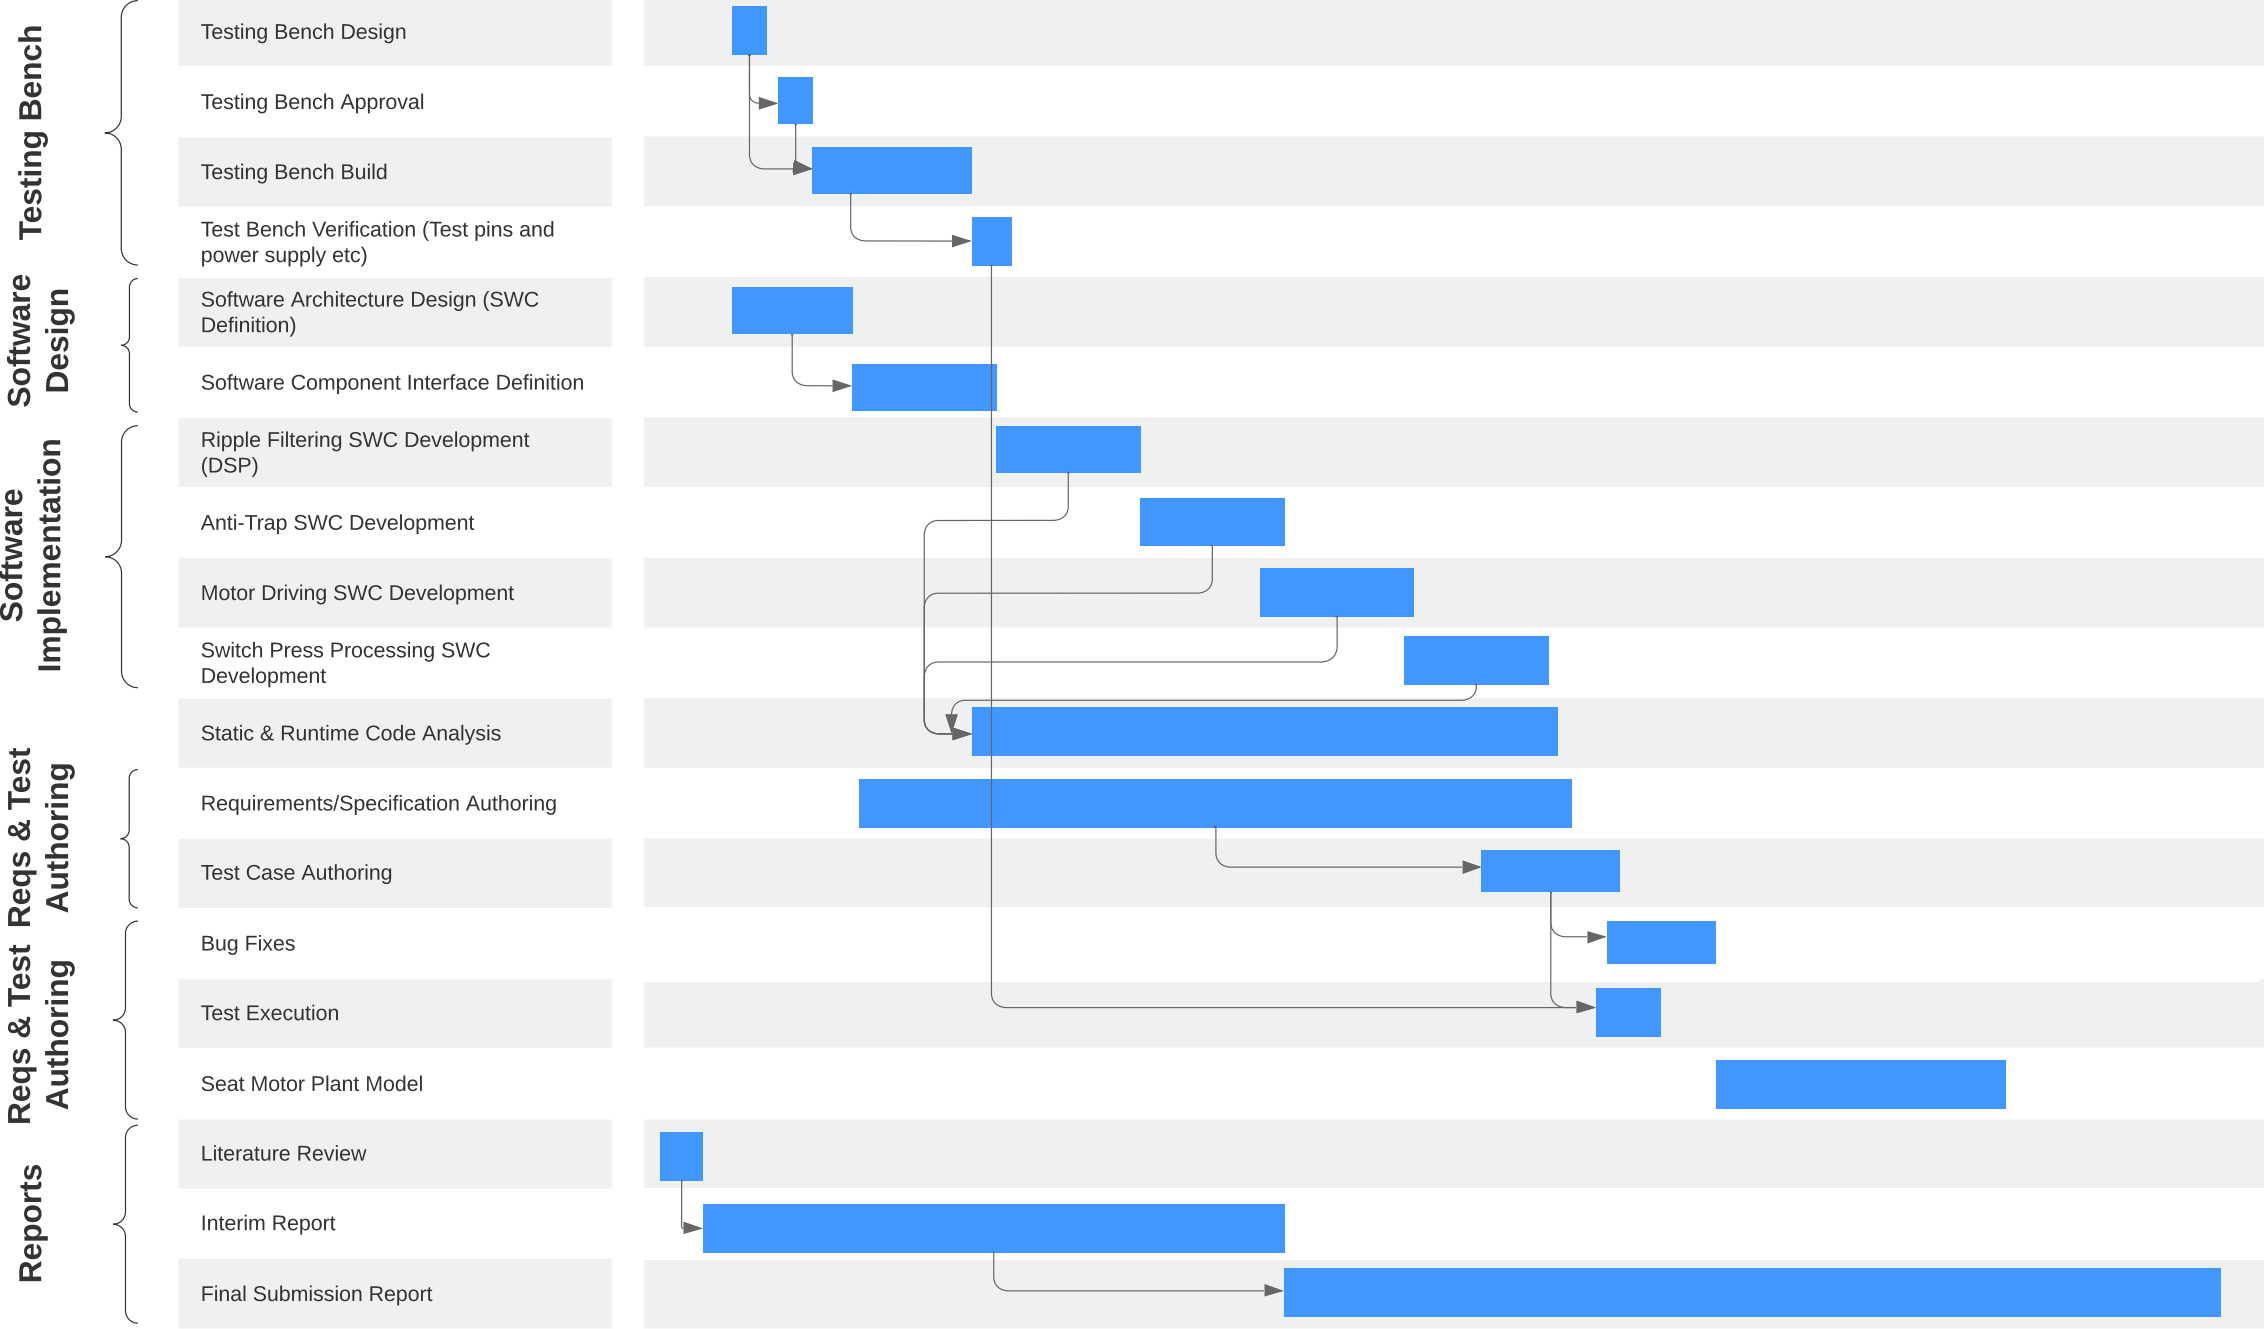 Testing Bench
Testing Bench Design
Testing Bench Approval
Testing Bench Build
Test Bench Verification (Test pins and
power supply etc)
Software
Design
Software Architecture Design (SWC
Definition)
Software Component Interface Definition
Software
Implementation
Ripple Filtering SWC Development
(DSP)
Anti-Trap SWC Development
Motor Driving SWC Development
Switch Press Processing SWC
Development
Static & Runtime Code Analysis
Reqs & Test
Authoring
Requirements/Specification Authoring
Test Case Authoring
Reqs & Test
Authoring
Bug Fixes
Test Execution
Seat Motor Plant Model
Reports
Literature Review
Interim Report
Final Submission Report